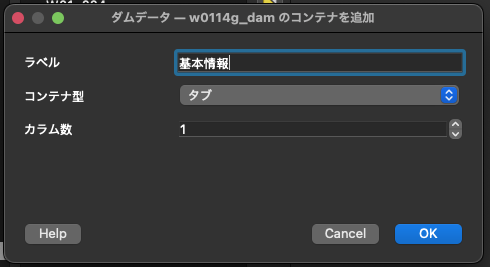 ダムデータ — w0114g_dam のコンテナを追加
ラベル
基本情報
コンテナ型
タブ
カラム数
1
Help
Cancel
OK